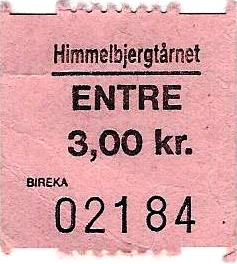 Himmelbjergtårnet
ENTRE
3,00 kr.
BIREKA
02184